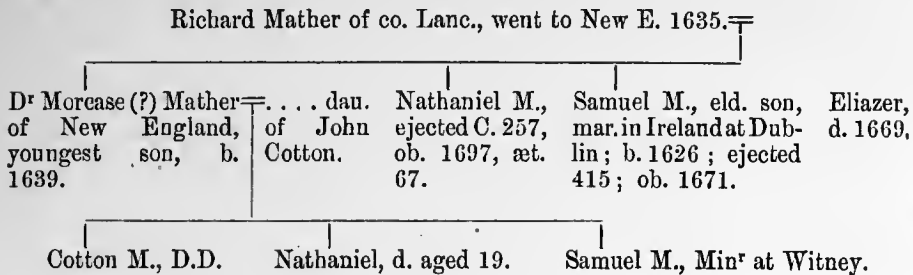 Richard Mather of co. Lanc., went to New E. 1635.
Dr Morcase (?) Mather
of New England,
youngest son, b.
1639.
. . . . dau.
of John
Cotton.
Nathaniel M.,
ejected C. 257,
ob. 1697, æt.
67.
Samuel M., eld. son,
mar. in Ireland at Dub-
lin; b. 1626; ejected
415; ob. 1671.
Eliazer,
d. 1669.
Cotton M., D.D.
Nathaniel, d. aged 19.
Samuel M., Minr at Witney.